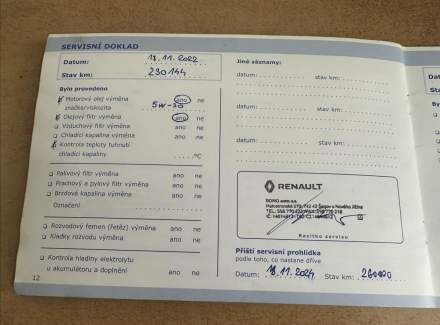 SERVISNÍ DOKLAD
Datum: 18.11.2022
Stav km: 230144
Bylo provedeno
Motorový olej výměna ano ne
značka/viskozita 5w-30
Olejový filtr výměna ano ne
Vzduchový filtr výměna ano ne
Chladící kapalina výměna ano ne
Kontrola teploty tuhnutí
chladící kapaliny ......°C
Palivový filtr výměna ano ne
Prachový a pylový filtr výměna ano ne
Brzdová kapalina výměna ano ne
Označení
Rozvodový řemen (řetěz) výměna ano ne
Kladky rozvodu výměna ano ne
Kontrola hladiny elektrolytu
u akumulátoru a doplnění ano ne
12
Jiné záznamy:
datum: stav km:
datum: stav km:
datum: stav km:
RENAULT
Razítko servisu
Příští servisní prohlídka
podle toho, co nastane dříve
Datum: 18.11.2024 Stav km: 260000
Dat
Sta